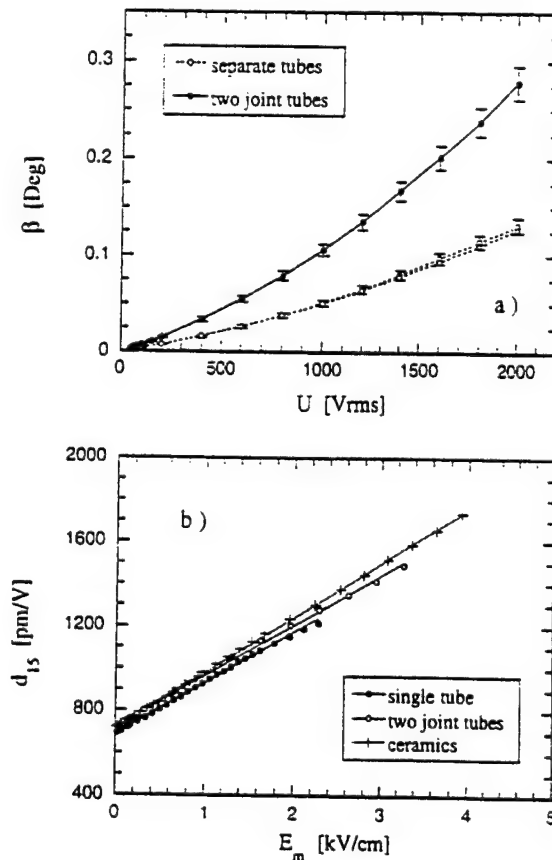 0.3
0.2
0.1
0
β [Deg]
separate tubes
two joint tubes
a )
0 500 1000 1500 2000
U [Vrms]
2000
1600
1200
800
400
d15 [pm/V]
b )
single tube
two joint tubes
ceramics
0 1 2 3 4 5
Em [kV/cm]